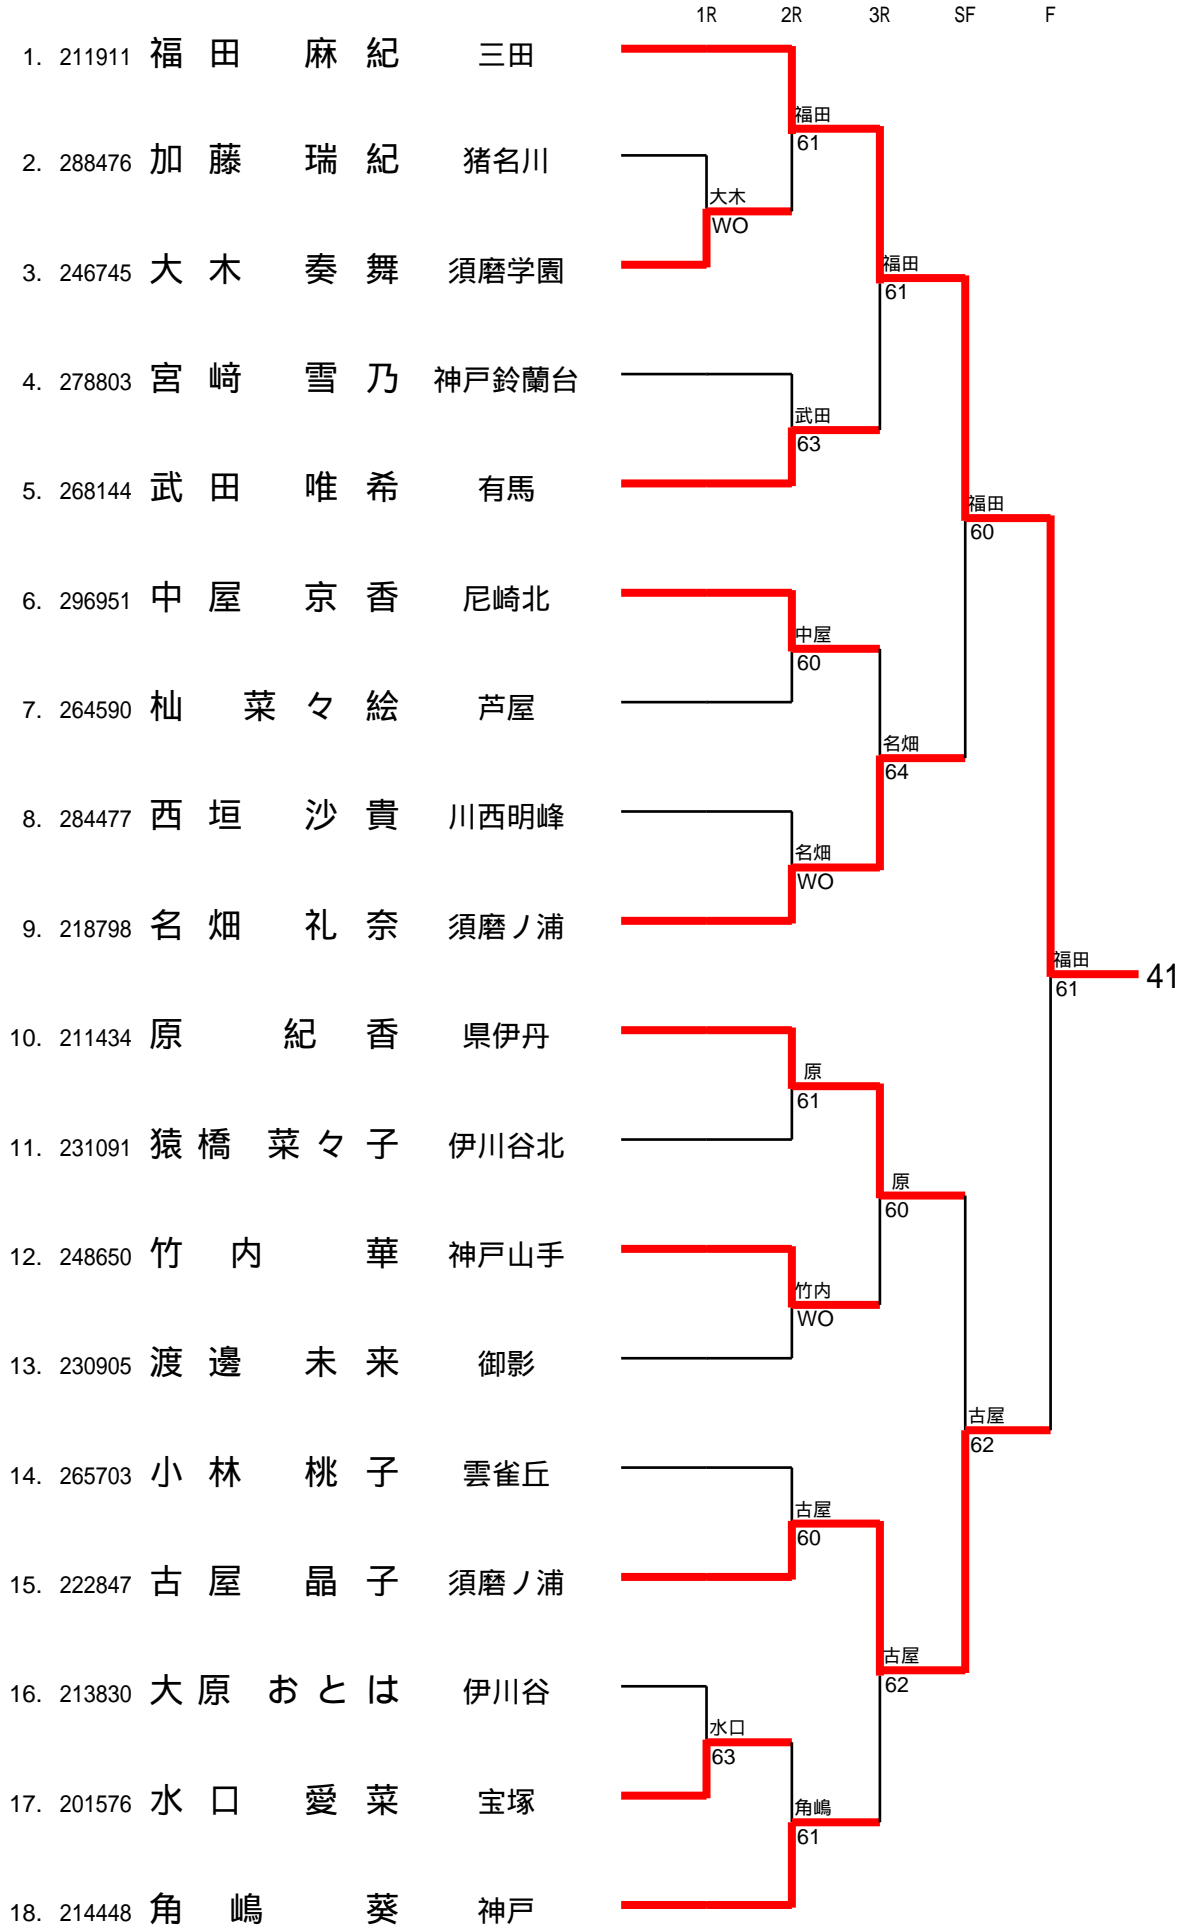 1R 2R 3R SF F
1. 211911 福田 麻紀 三田
福田
61
2. 288476 加藤 瑞紀 猪名川
大木
WO
3. 246745 大木 奏舞 須磨学園
福田
61
4. 278803 宮﨑 雪乃 神戸鈴蘭台
武田
63
5. 268144 武田 唯希 有馬
福田
60
6. 296951 中屋 京香 尼崎北
中屋
60
7. 264590 杣 菜々絵 芦屋
名畑
64
8. 284477 西垣 沙貴 川西明峰
名畑
WO
9. 218798 名畑 礼奈 須磨ノ浦
福田
61
41
10. 211434 原 紀香 県伊丹
原
61
11. 231091 猿橋 菜々子 伊川谷北
原
60
12. 248650 竹内 華 神戸山手
竹内
WO
13. 230905 渡邊 未来 御影
古屋
62
14. 265703 小林 桃子 雲雀丘
古屋
60
15. 222847 古屋 晶子 須磨ノ浦
古屋
62
16. 213830 大原 おとは 伊川谷
水口
63
17. 201576 水口 愛菜 宝塚
角嶋
61
18. 214448 角嶋 葵 神戸